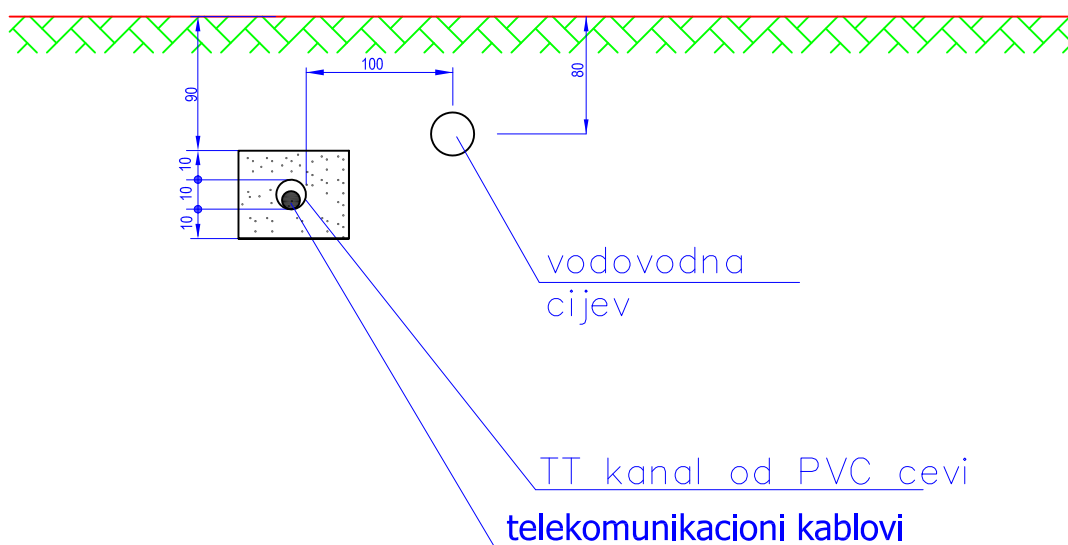 100
80
90
10
10
10
vodovodna
cijev
TT kanal od PVC cevi
telekomunikacioni kablovi